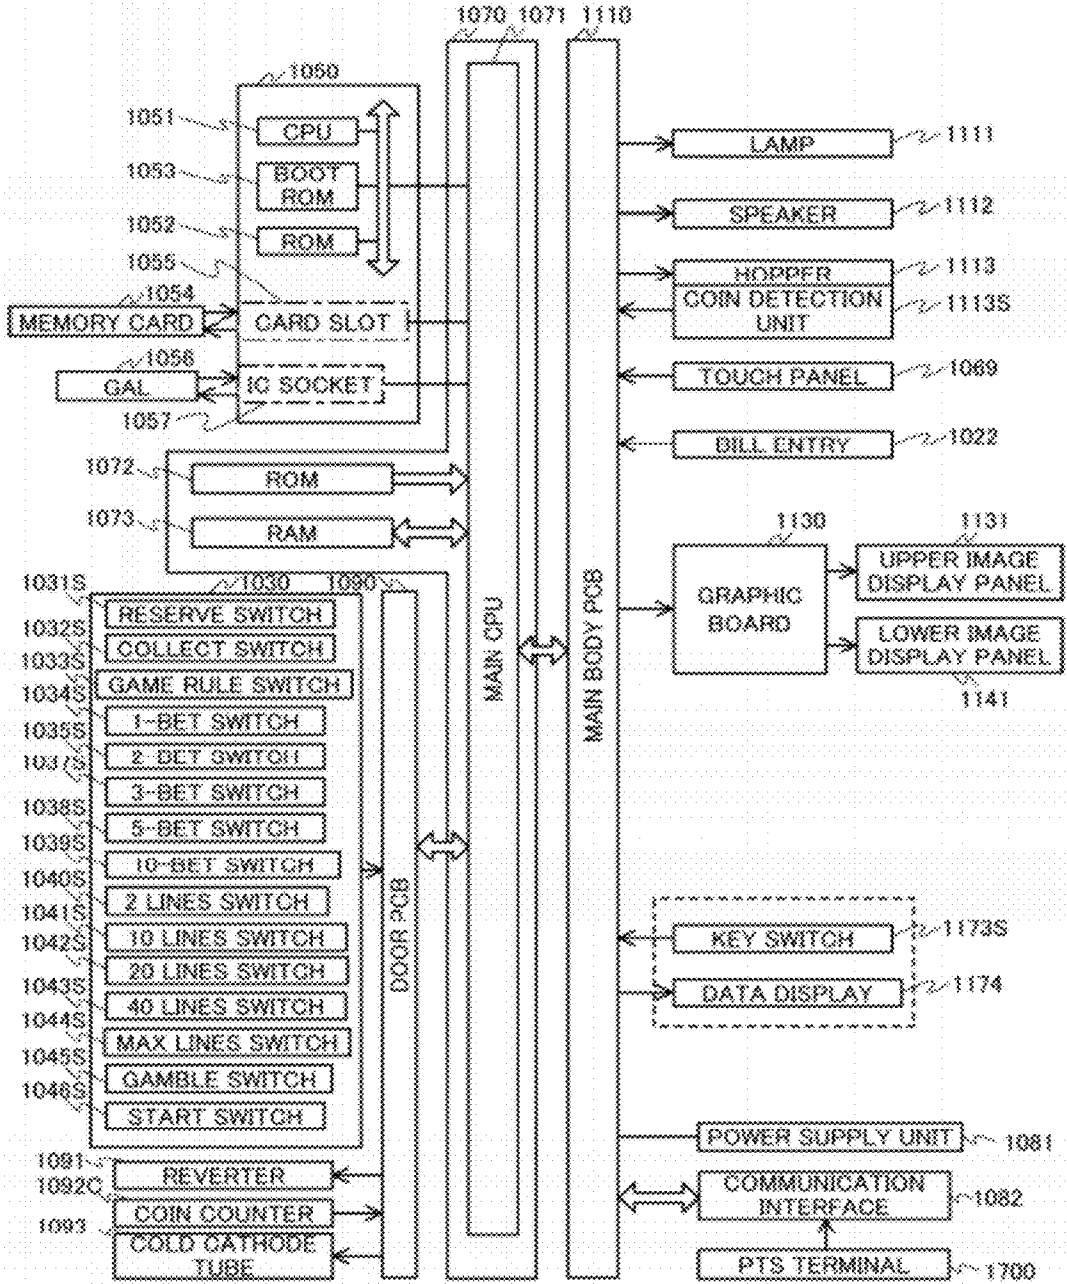 1070
1071
1110
1050
1051
CPU
1053
BOOT
ROM
1052
ROM
1055
1054
MEMORY CARD
CARD SLOT
1056
GAL
IC SOCKET
1057
1072
ROM
1073
RAM
1111
LAMP
1112
SPEAKER
1113
HOPPER
COIN DETECTION
UNIT
1113S
TOUCH PANEL
1069
BILL ENTRY
1022
1130
GRAPHIC
BOARD
1131
UPPER IMAGE
DISPLAY PANEL
LOWER IMAGE
DISPLAY PANEL
1141
MAIN CPU
MAIN BODY PCB
1030
1090
1031S
RESERVE SWITCH
1032S
COLLECT SWITCH
1033S
GAME RULE SWITCH
1034S
1-BET SWITCH
1035S
2-BET SWITCH
1037S
3-BET SWITCH
1038S
5-BET SWITCH
1039S
10-BET SWITCH
1040S
2 LINES SWITCH
1041S
10 LINES SWITCH
1042S
20 LINES SWITCH
1043S
40 LINES SWITCH
1044S
MAX LINES SWITCH
1045S
GAMBLE SWITCH
1046S
START SWITCH
DOOR PCB
1091
REVERTER
1092C
COIN COUNTER
1093
COLD CATHODE
TUBE
KEY SWITCH
1173S
DATA DISPLAY
1174
POWER SUPPLY UNIT
1081
COMMUNICATION
INTERFACE
1082
PTS TERMINAL
1700